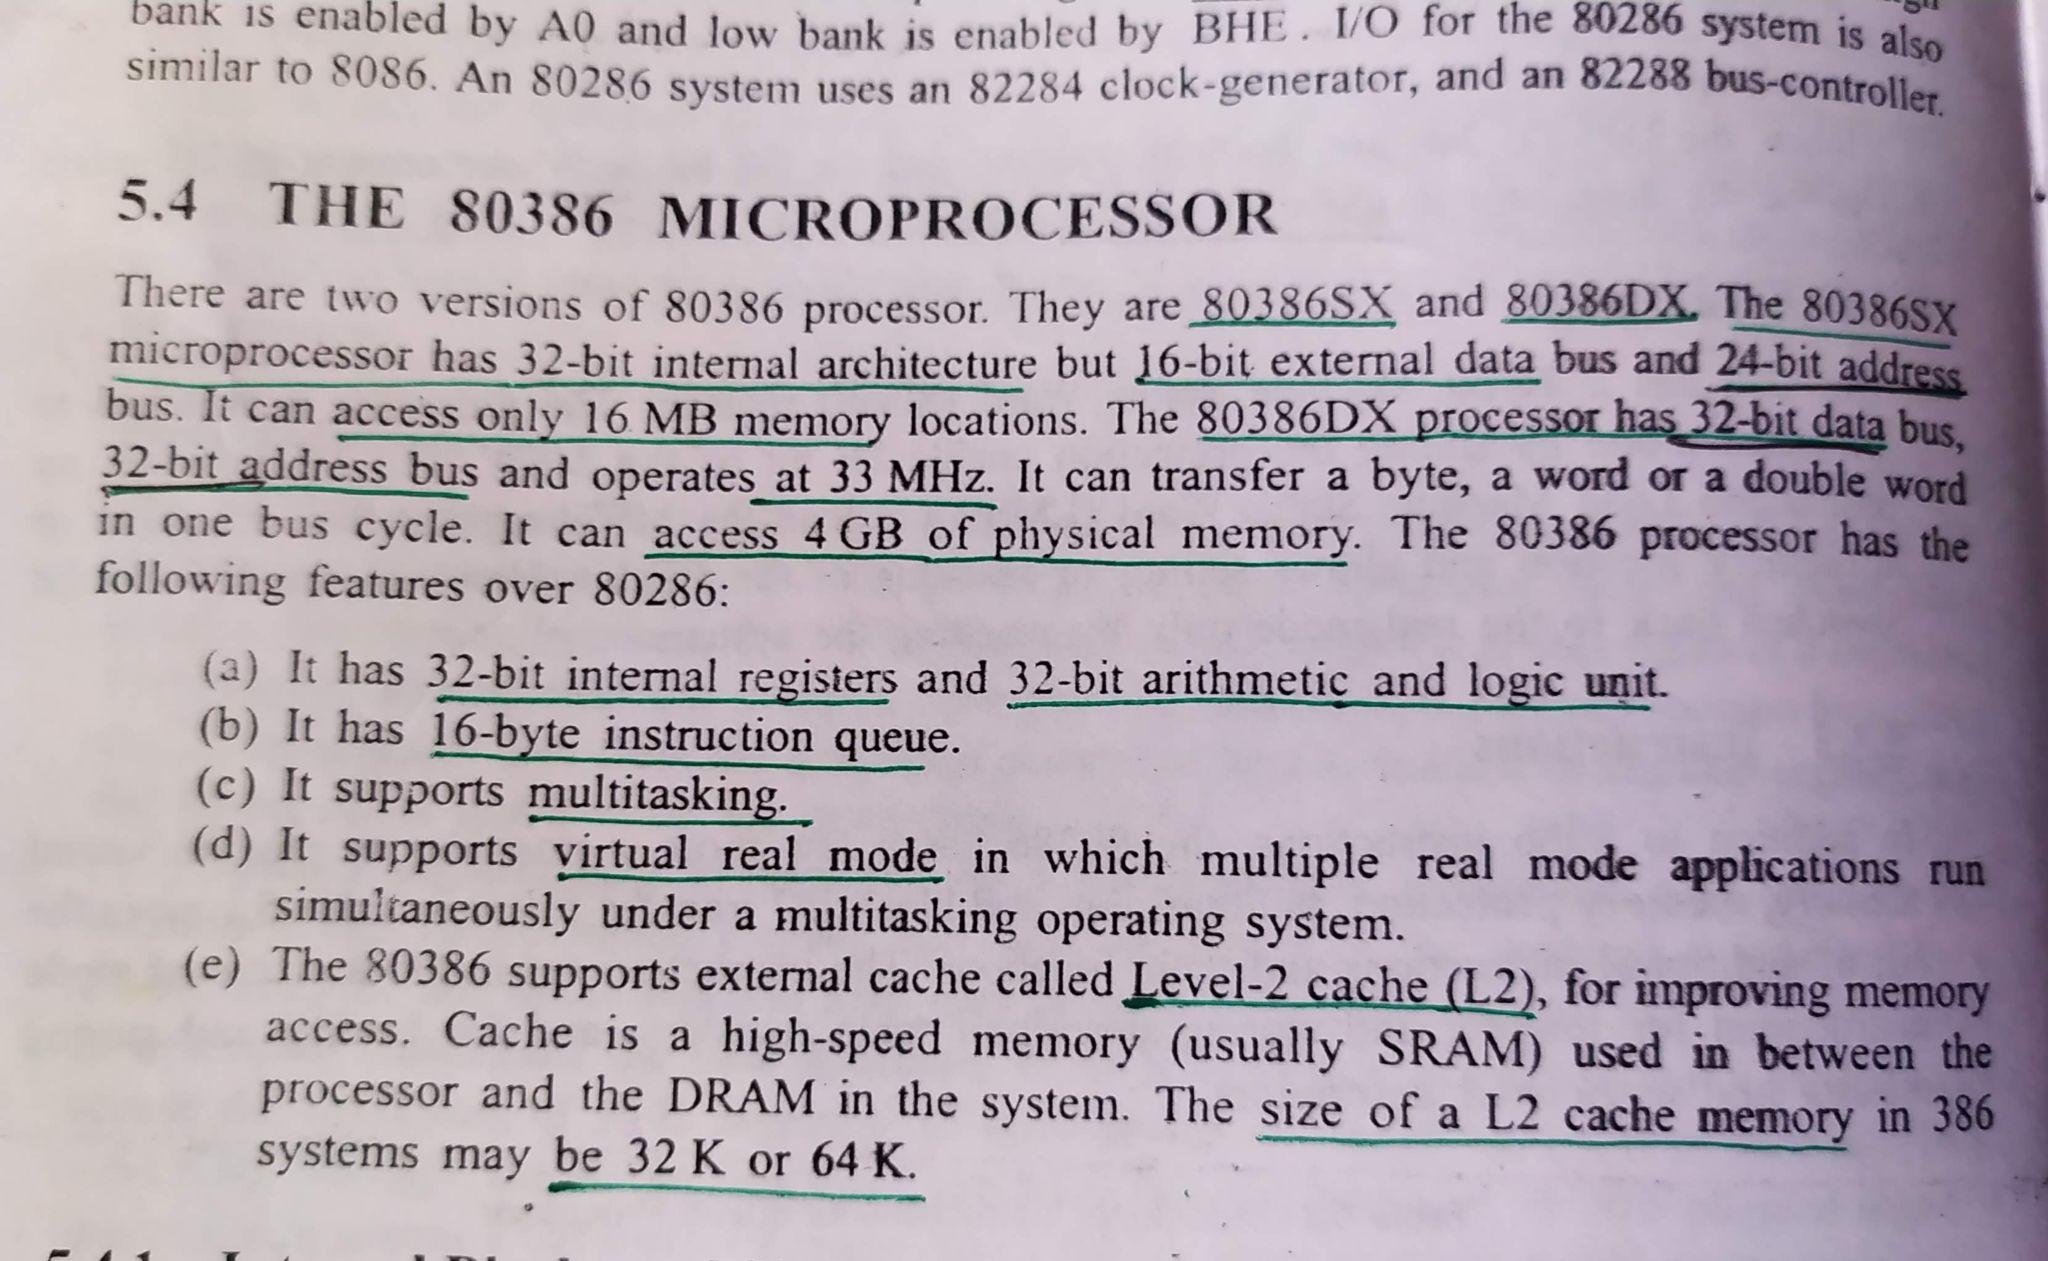 bank is enabled by A0 and low bank is enabled by BHE. I/O for the 80286 system is also
similar to 8086. An 80286 system uses an 82284 clock-generator, and an 82288 bus-controller.
5.4 THE 80386 MICROPROCESSOR
There are two versions of 80386 processor. They are 80386SX and 80386DX. The 80386SX
microprocessor has 32-bit internal architecture but 16-bit external data bus and 24-bit address
bus. It can access only 16 MB memory locations. The 80386DX processor has 32-bit data bus,
32-bit address bus and operates at 33 MHz. It can transfer a byte, a word or a double word
in one bus cycle. It can access 4 GB of physical memory. The 80386 processor has the
following features over 80286:
(a) It has 32-bit internal registers and 32-bit arithmetic and logic unit.
(b) It has 16-byte instruction queue.
(c) It supports multitasking.
(d) It supports virtual real mode in which multiple real mode applications run
simultaneously under a multitasking operating system.
(e) The 80386 supports external cache called Level-2 cache (L2), for improving memory
access. Cache is a high-speed memory (usually SRAM) used in between the
processor and the DRAM in the system. The size of a L2 cache memory in 386
systems may be 32 K or 64 K.